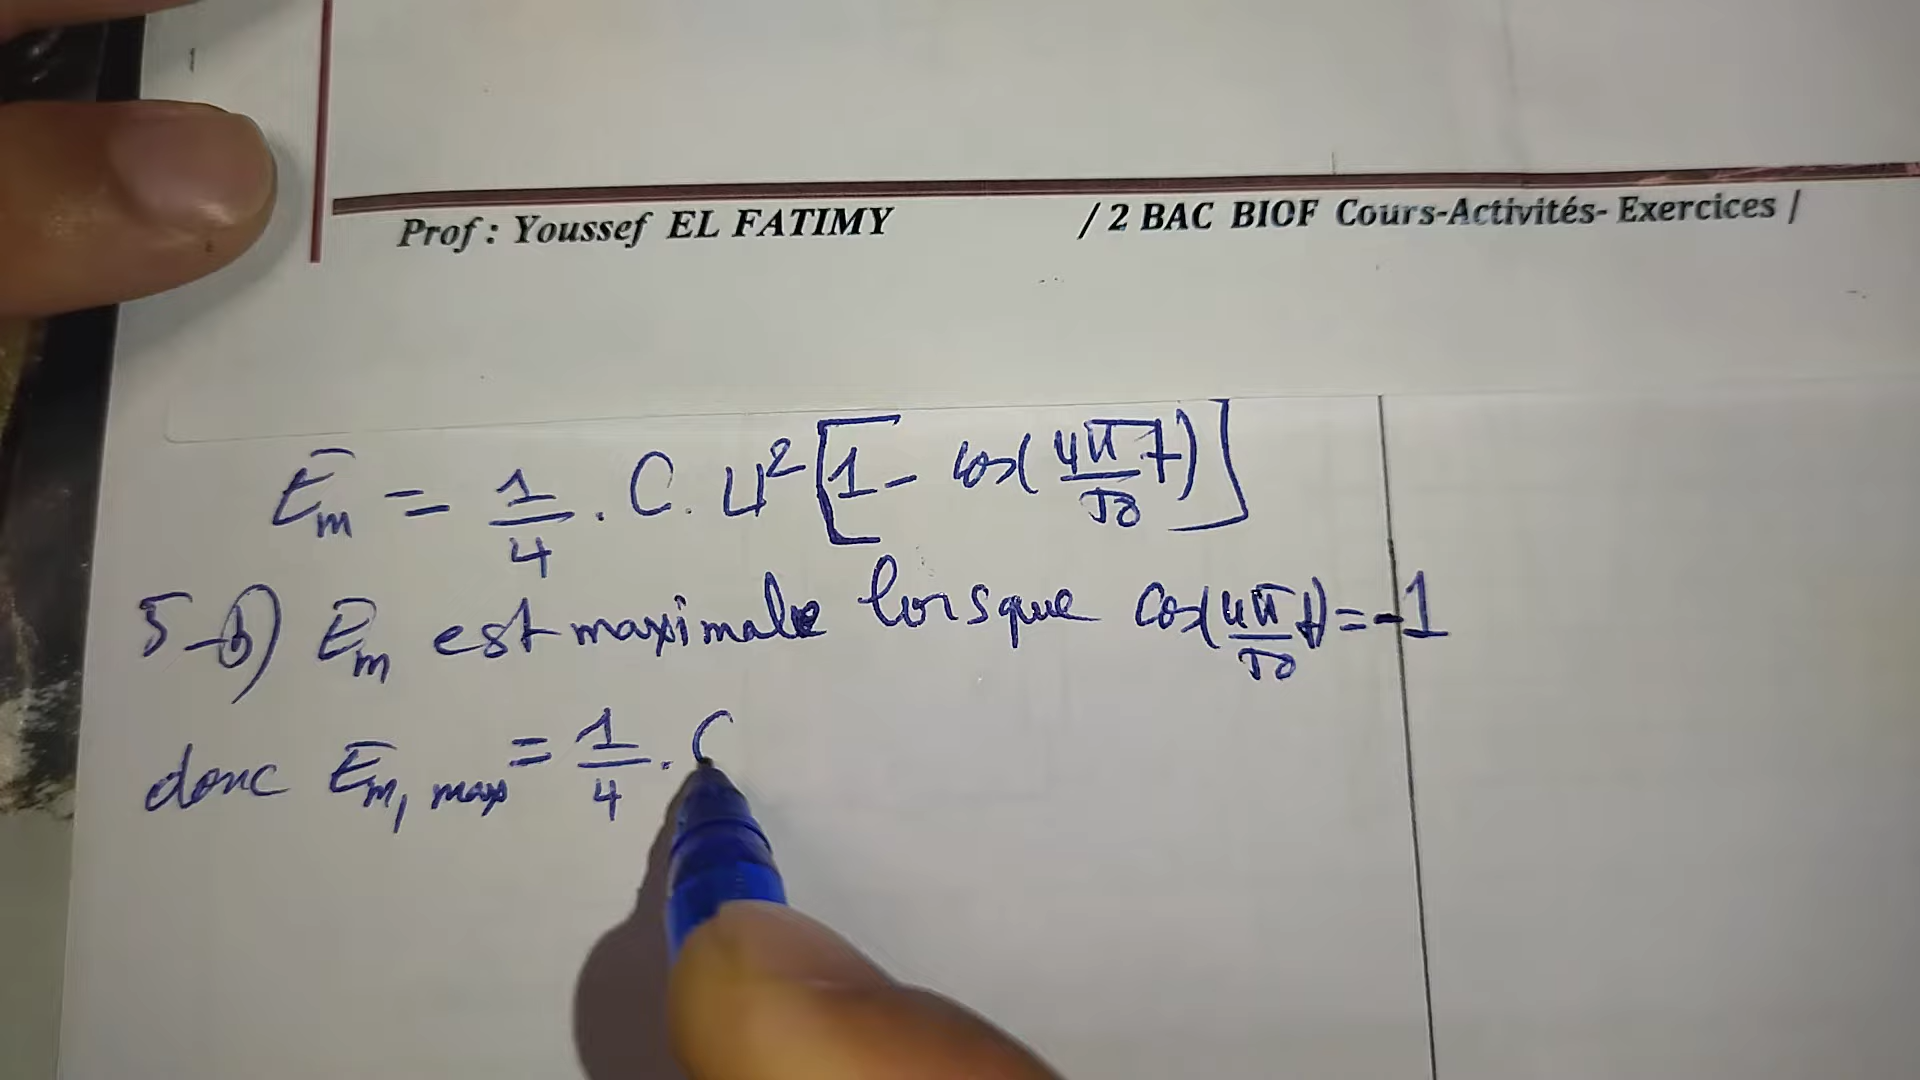 Prof : Youssef EL FATIMY / 2 BAC BIOF Cours-Activités- Exercices /
Em = 1/4 . C. U²[1- cos(4π/T0 t)]
5-b) Em est maximale lorsque cos(4π/T0 t)=-1
donc Em, max = 1/4 . C